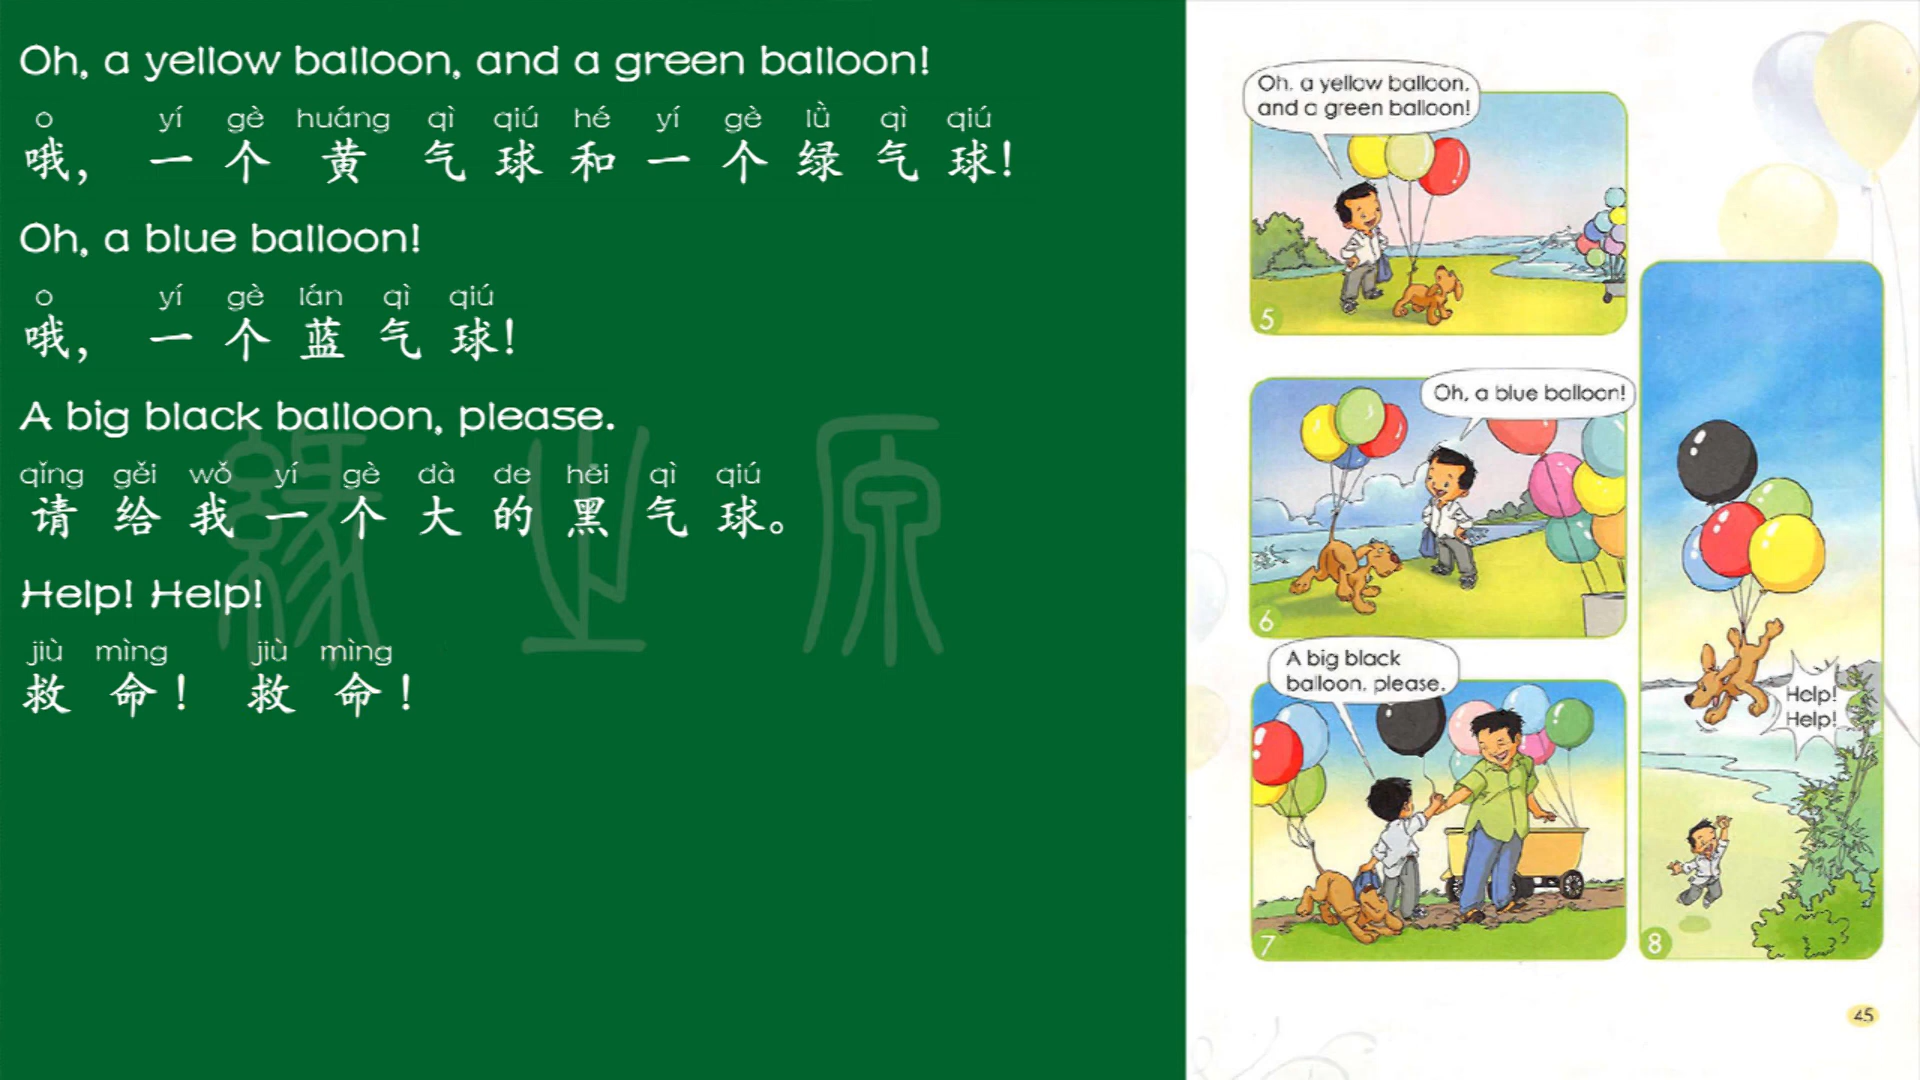 Oh, a yellow balloon, and a green balloon!
o yí gè huáng qì qiú hé yí gè lǜ qì qiú
哦，一个黄气球和一个绿气球！
Oh, a blue balloon!
o yí gè lán qì qiú
哦，一个蓝气球！
A big black balloon, please.
qǐng gěi wǒ yí gè dà de hēi qì qiú
请给我一个大的黑气球。
Help! Help!
jiù mìng jiù mìng
救命！ 救命！
緣业原
Oh, a yellow balloon,
and a green balloon!
5
Oh, a blue balloon!
6
A big black
balloon, please.
7
Help!
Help!
8
45